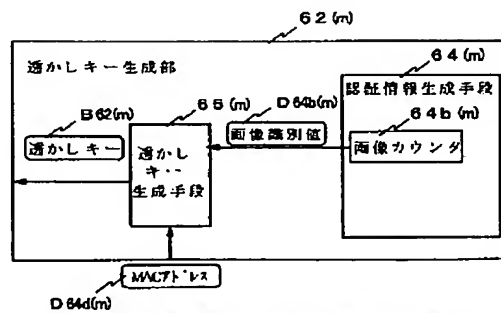 62(m)
透かしキー生成部
64(m)
認証情報生成手段
65(m)
D64b(m)
B62(m)
64b(m)
画像識別値
画像カウンタ
透かしキー
透かし
キー
生成手段
MACアドレス
D64d(m)